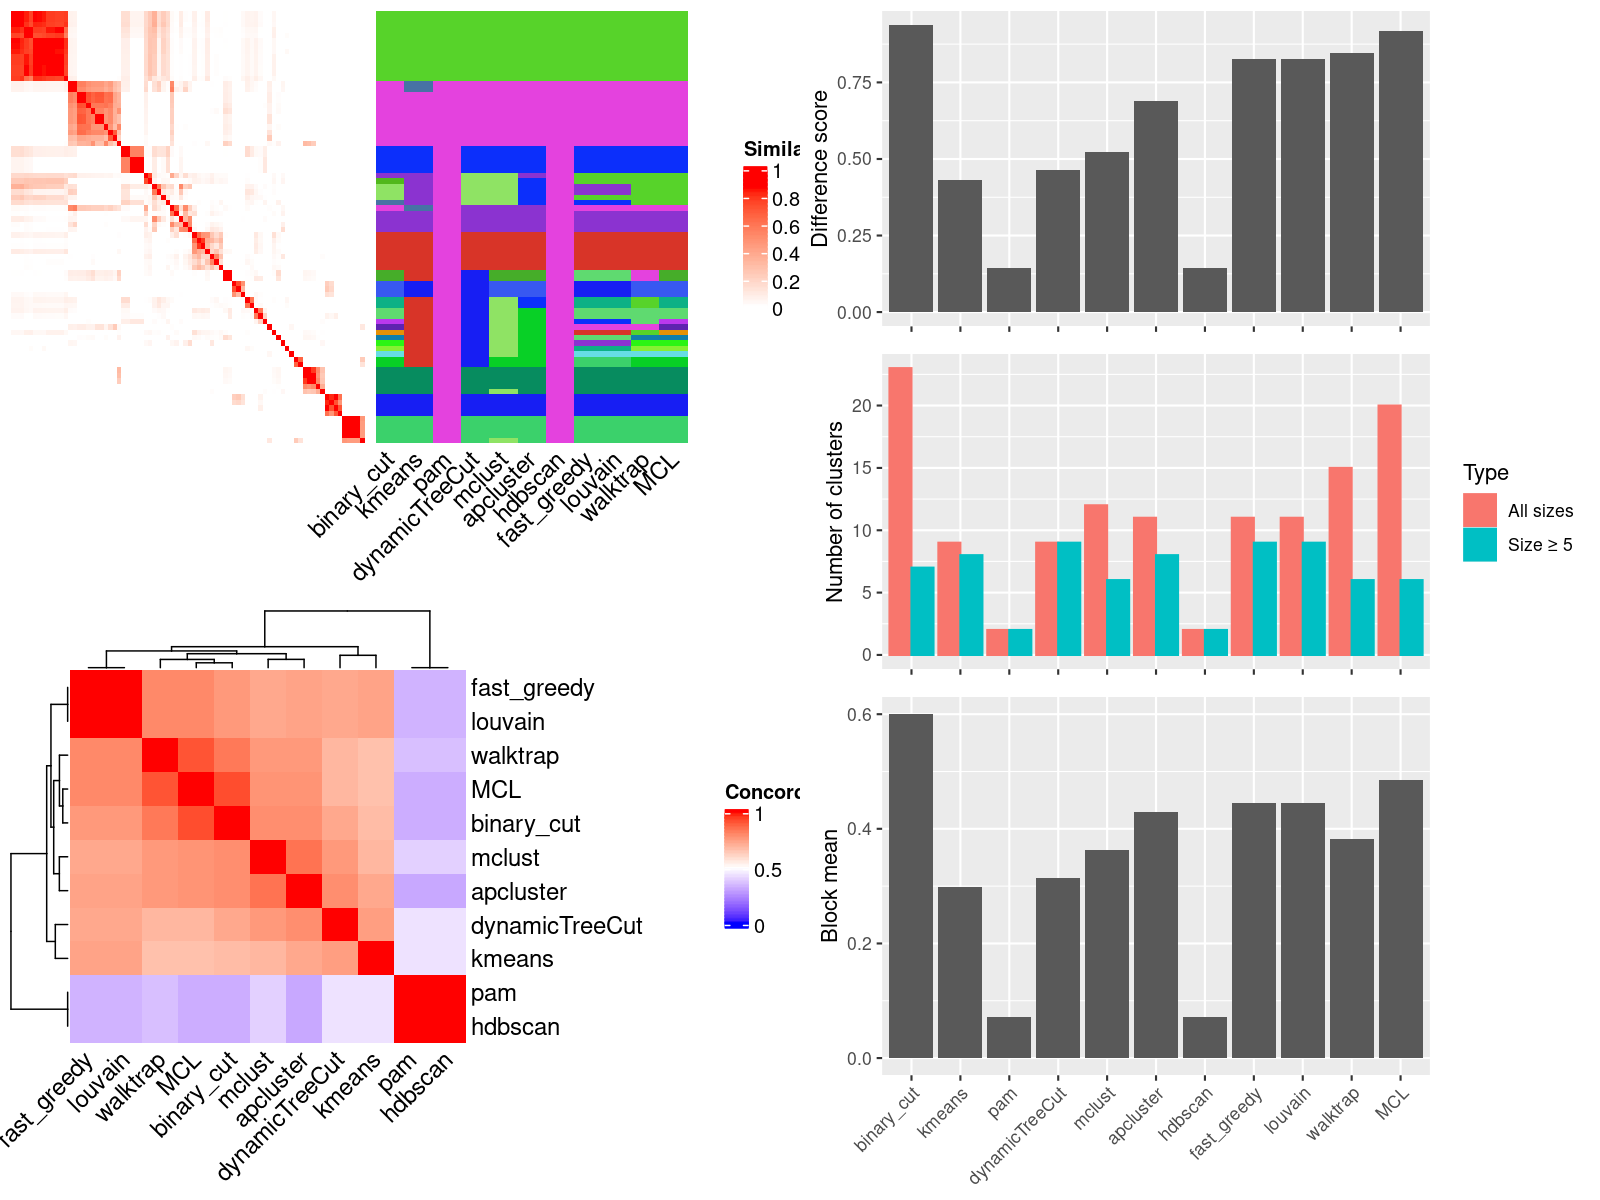 Simila
1
0.8
0.6
0.4
0.2
0
binary_cut
kmeans
pam
dynamicTreeCut
mclust
apcluster
hdbscan
fast_greedy
louvain
walktrap
MCL
Difference score
0.75
0.50
0.25
0.00
Number of clusters
20
15
10
5
0
Type
All sizes
Size ≥ 5
fast_greedy
louvain
walktrap
MCL
binary_cut
mclust
apcluster
dynamicTreeCut
kmeans
pam
hdbscan
fast_greedy
louvain
walktrap
MCL
binary_cut
mclust
apcluster
dynamicTreeCut
kmeans
pam
hdbscan
Concord
1
0.5
0
Block mean
0.6
0.4
0.2
0.0
binary_cut
kmeans
pam
dynamicTreeCut
mclust
apcluster
hdbscan
fast_greedy
louvain
walktrap
MCL